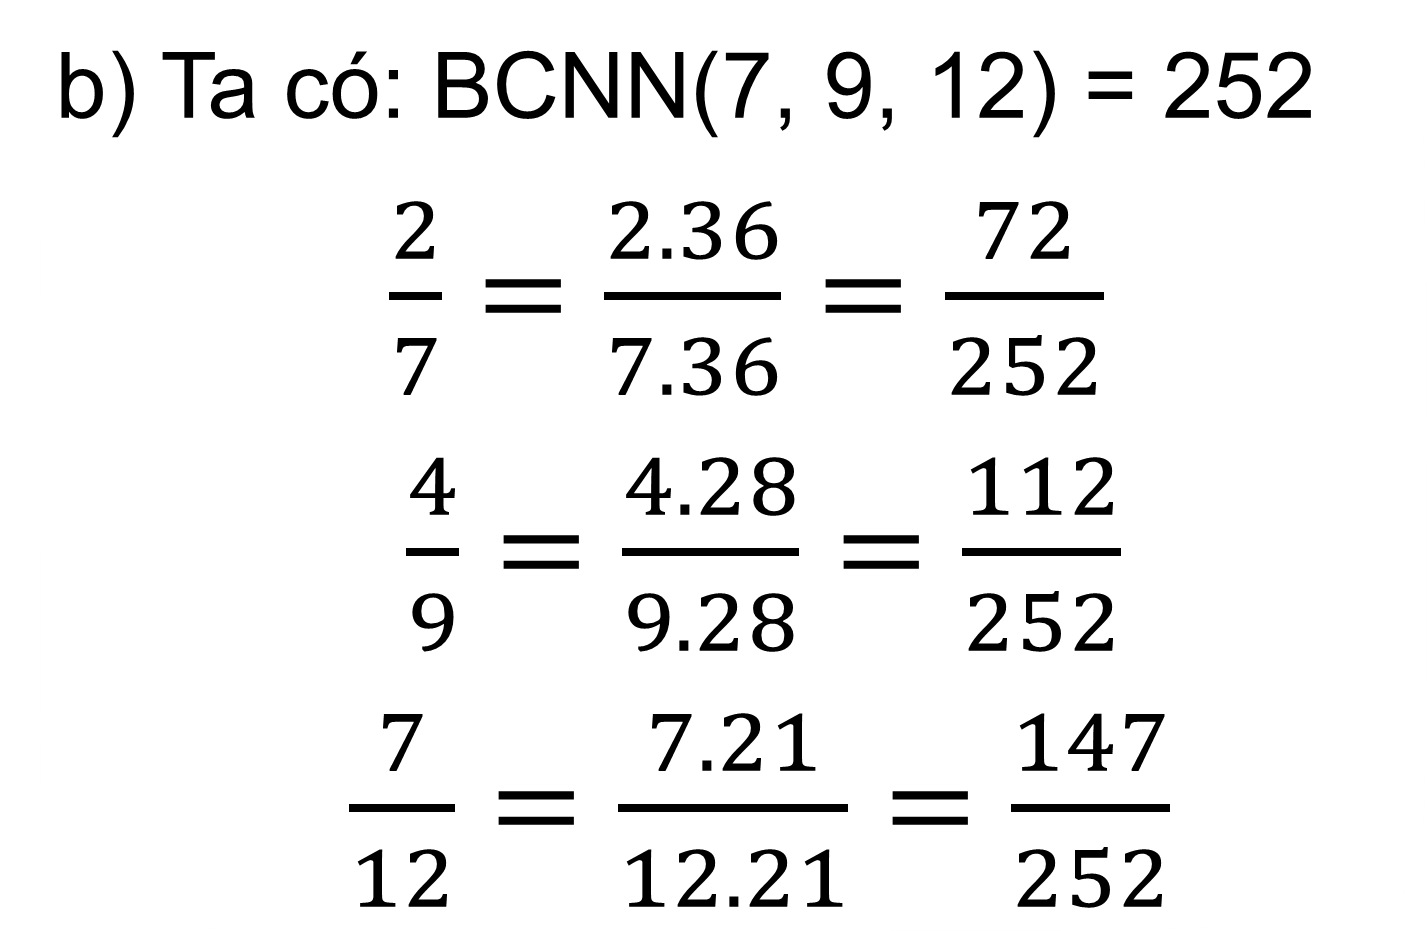 b) Ta có: BCNN(7, 9, 12) = 252
2/7 = 2.36/7.36 = 72/252
4/9 = 4.28/9.28 = 112/252
7/12 = 7.21/12.21 = 147/252